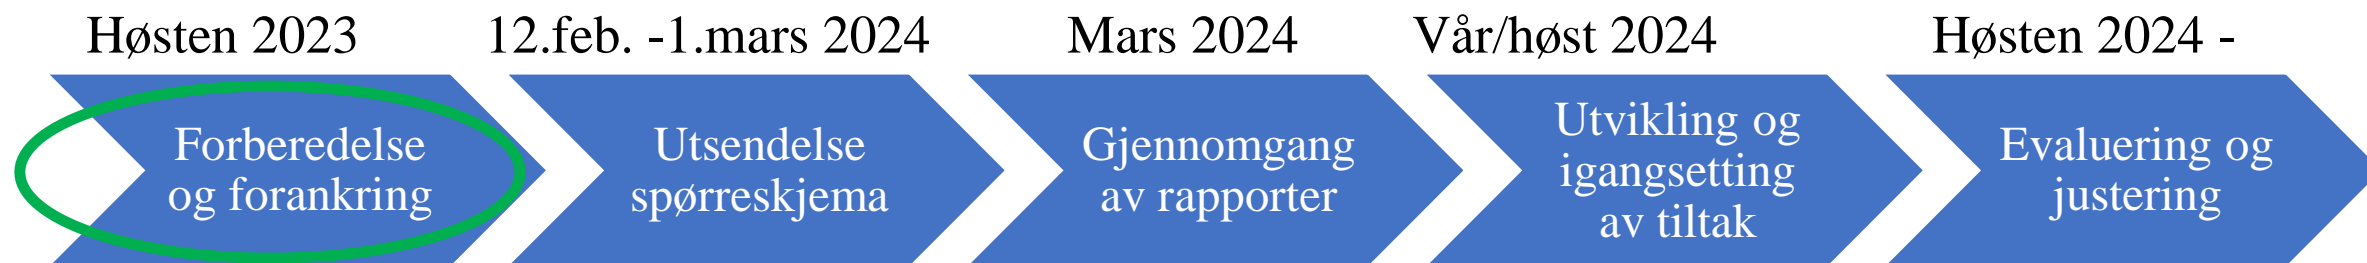 Høsten 2023
12.feb. -1.mars 2024
Mars 2024
Vår/høst 2024
Høsten 2024 -
Forberedelse
og forankring
Utsendelse
spørreskjema
Gjennomgang
av rapporter
Utvikling og
igangsetting
av tiltak
Evaluering og
justering